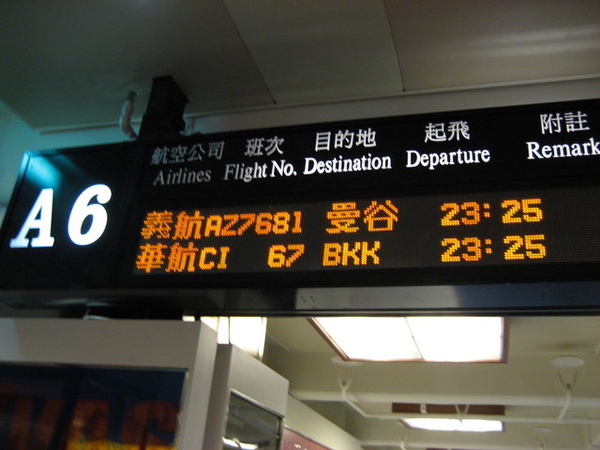 A6
航空公司 班次 目的地 起飛 附註
Airlines Flight No. Destination Departure Remark
義航AZ7681 曼谷 23:25
華航CI 67 BKK 23:25